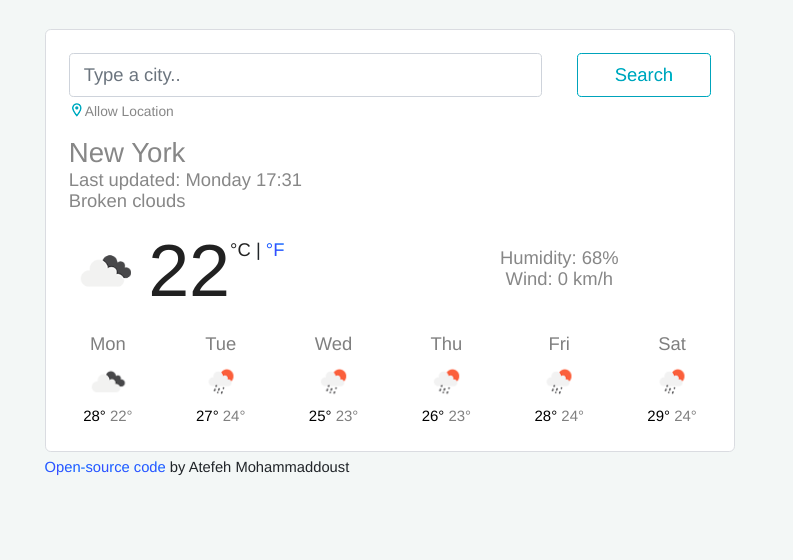 Type a city..
Search
Allow Location
New York
Last updated: Monday 17:31
Broken clouds
22 °C | °F
Humidity: 68%
Wind: 0 km/h
Mon Tue Wed Thu Fri Sat
28° 22° 27° 24° 25° 23° 26° 23° 28° 24° 29° 24°
Open-source code by Atefeh Mohammaddoust